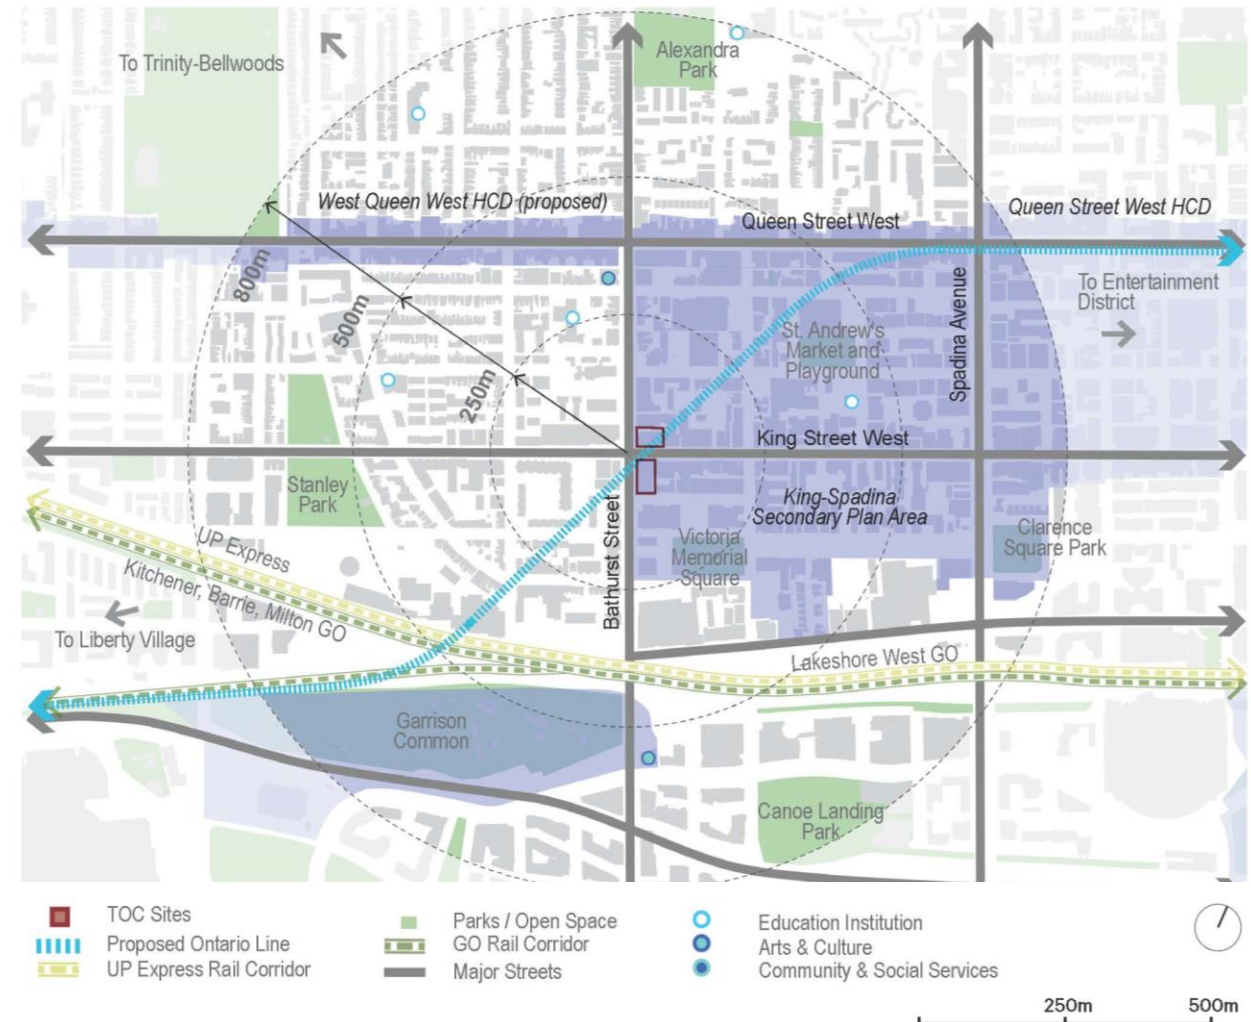 To Trinity-Bellwoods
Alexandra
Park
West Queen West HCD (proposed)
Queen Street West
Queen Street West HCD
800m
500m
250m
To Entertainment
District
Spadina Avenue
St. Andrew's
Market and
Playground
King Street West
Stanley
Park
King-Spadina
Secondary Plan Area
Bathurst Street
Victoria
Memorial
Square
Clarence
Square Park
UP Express
Kitchener, Barrie, Milton GO
To Liberty Village
Lakeshore West GO
Garrison
Common
Canoe Landing
Park
TOC Sites
Proposed Ontario Line
UP Express Rail Corridor
Parks / Open Space
GO Rail Corridor
Major Streets
Education Institution
Arts & Culture
Community & Social Services
250m
500m